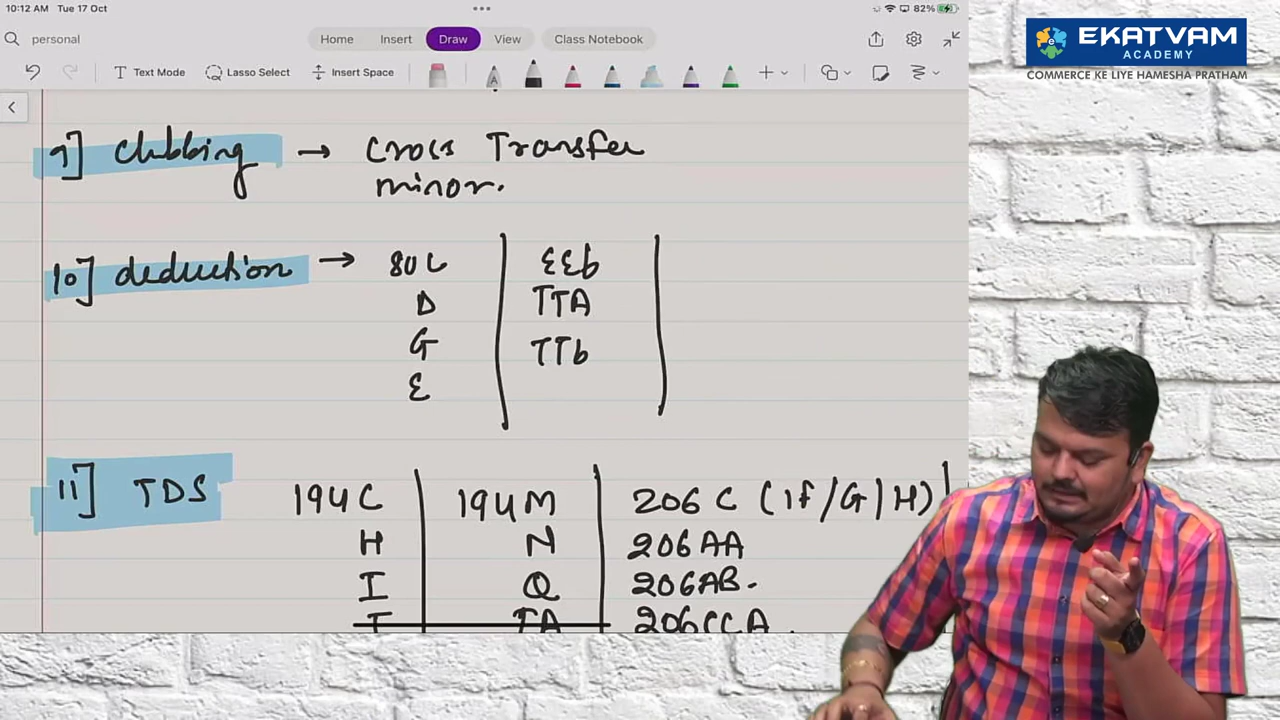 10:12 AM Tue 17 Oct
82%
personal
Home Insert Draw View Class Notebook
Text Mode Lasso Select Insert Space
EKATVAM
ACADEMY
COMMERCE KE LIYE HAMESHA PRATHAM
9] Clubbing → Cross Transfer
minor.
10] deduction → 80C EEb
D TTA
G TTb
E
11] TDS 194C 194M 206C (1f/G/H)
H N 206AA
I Q 206AB.
TA 206CCA.